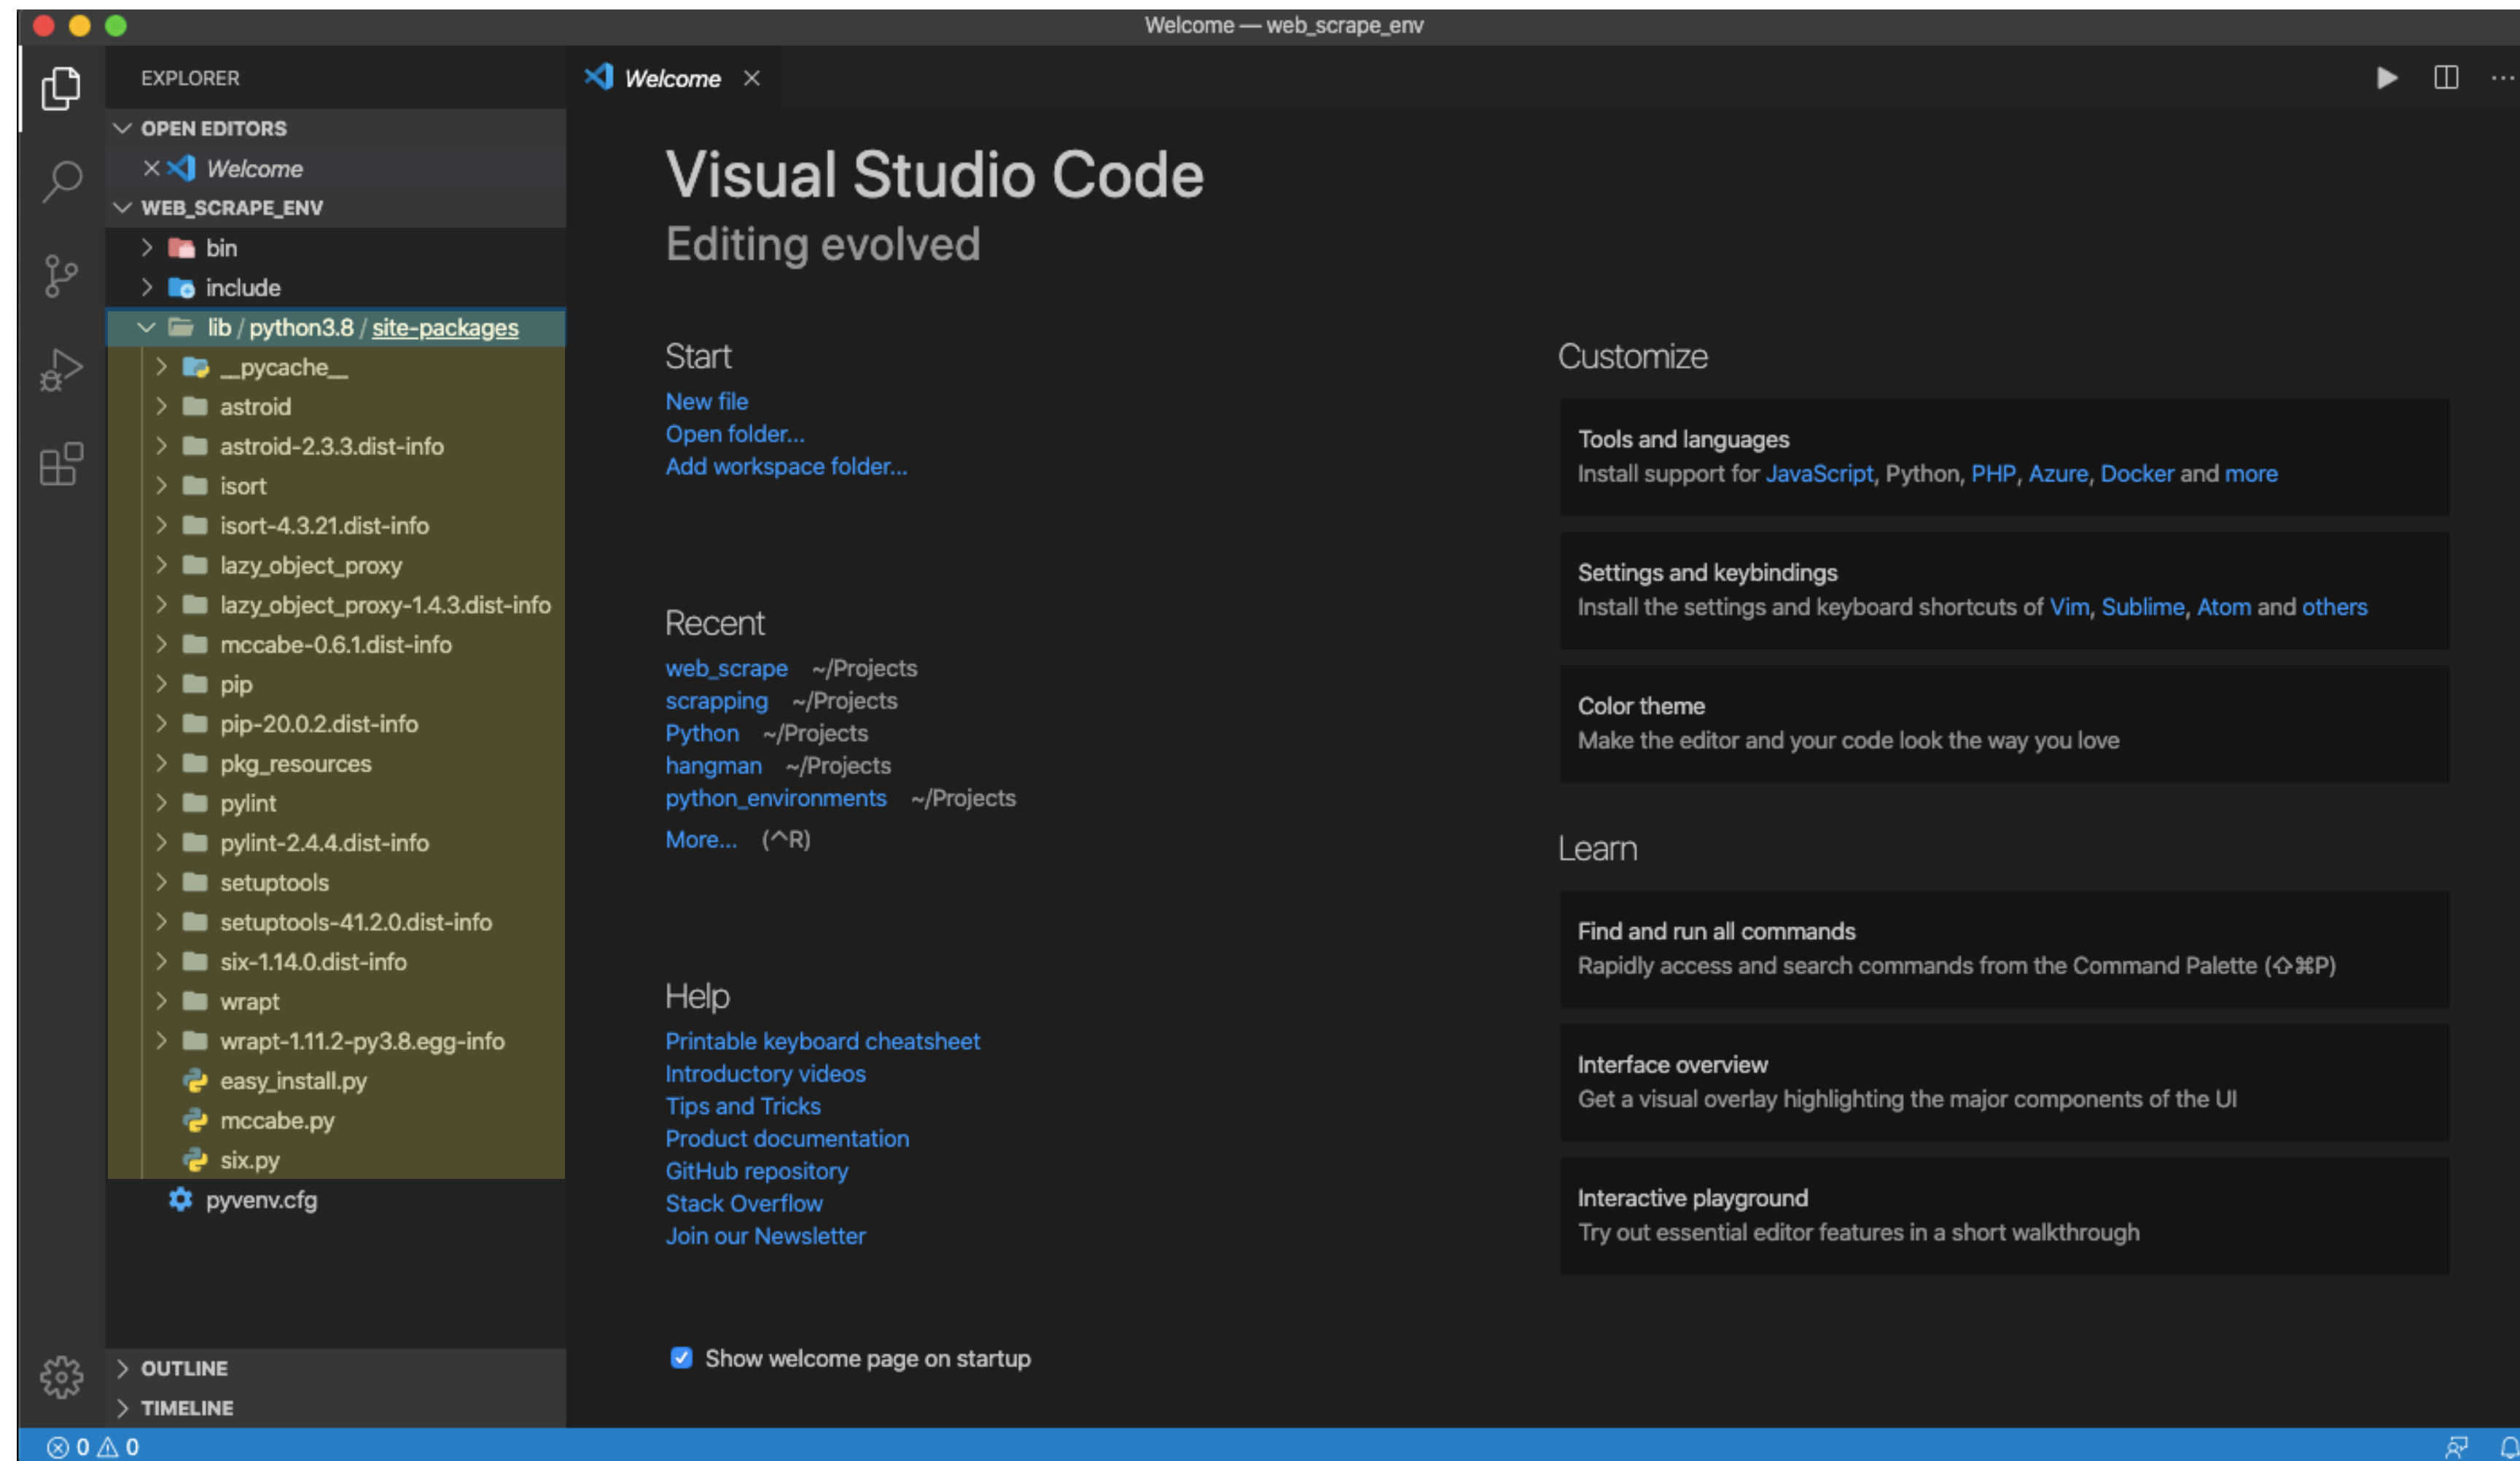 Welcome — web_scrape_env
EXPLORER
OPEN EDITORS
Welcome
WEB_SCRAPE_ENV
bin
include
lib / python3.8 / site-packages
__pycache__
astroid
astroid-2.3.3.dist-info
isort
isort-4.3.21.dist-info
lazy_object_proxy
lazy_object_proxy-1.4.3.dist-info
mccabe-0.6.1.dist-info
pip
pip-20.0.2.dist-info
pkg_resources
pylint
pylint-2.4.4.dist-info
setuptools
setuptools-41.2.0.dist-info
six-1.14.0.dist-info
wrapt
wrapt-1.11.2-py3.8.egg-info
easy_install.py
mccabe.py
six.py
pyvenv.cfg
OUTLINE
TIMELINE
Welcome
Visual Studio Code
Editing evolved
Start
New file
Open folder...
Add workspace folder...
Recent
web_scrape ~/Projects
scrapping ~/Projects
Python ~/Projects
hangman ~/Projects
python_environments ~/Projects
More... (^R)
Help
Printable keyboard cheatsheet
Introductory videos
Tips and Tricks
Product documentation
GitHub repository
Stack Overflow
Join our Newsletter
Show welcome page on startup
Customize
Tools and languages
Install support for JavaScript, Python, PHP, Azure, Docker and more
Settings and keybindings
Install the settings and keyboard shortcuts of Vim, Sublime, Atom and others
Color theme
Make the editor and your code look the way you love
Learn
Find and run all commands
Rapidly access and search commands from the Command Palette (⇧⌘P)
Interface overview
Get a visual overlay highlighting the major components of the UI
Interactive playground
Try out essential editor features in a short walkthrough
0 0